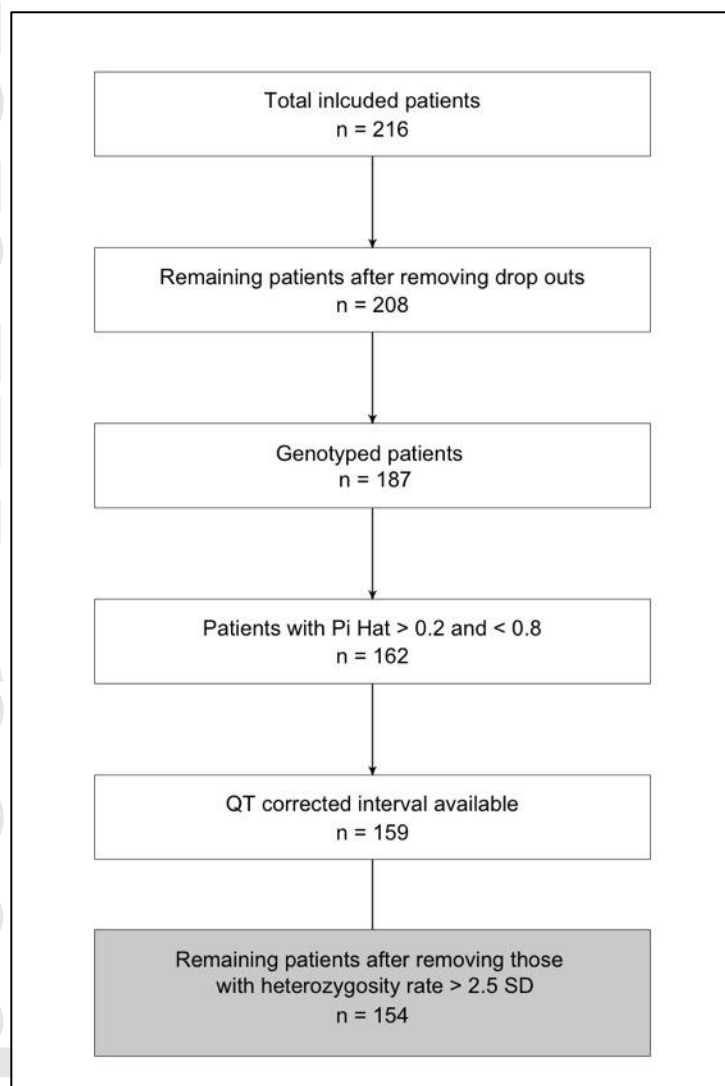 Total inlcuded patients
n = 216
Remaining patients after removing drop outs
n = 208
Genotyped patients
n = 187
Patients with Pi Hat > 0.2 and < 0.8
n = 162
QT corrected interval available
n = 159
Remaining patients after removing those
with heterozygosity rate > 2.5 SD
n = 154